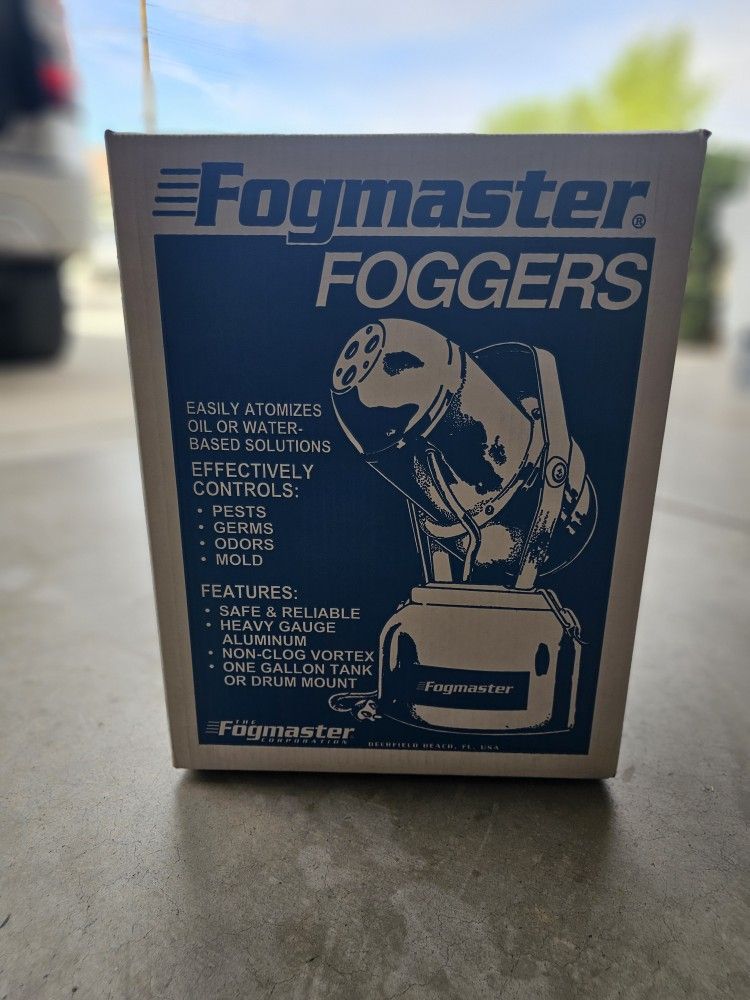 Fogmaster®
FOGGERS
EASILY ATOMIZES
OIL OR WATER-
BASED SOLUTIONS
EFFECTIVELY
CONTROLS:
• PESTS
• GERMS
• ODORS
• MOLD
FEATURES:
• SAFE & RELIABLE
• HEAVY GAUGE
ALUMINUM
• NON-CLOG VORTEX
• ONE GALLON TANK
OR DRUM MOUNT
Fogmaster
THE
Fogmaster
CORPORATION
DEERFIELD BEACH, FL. USA